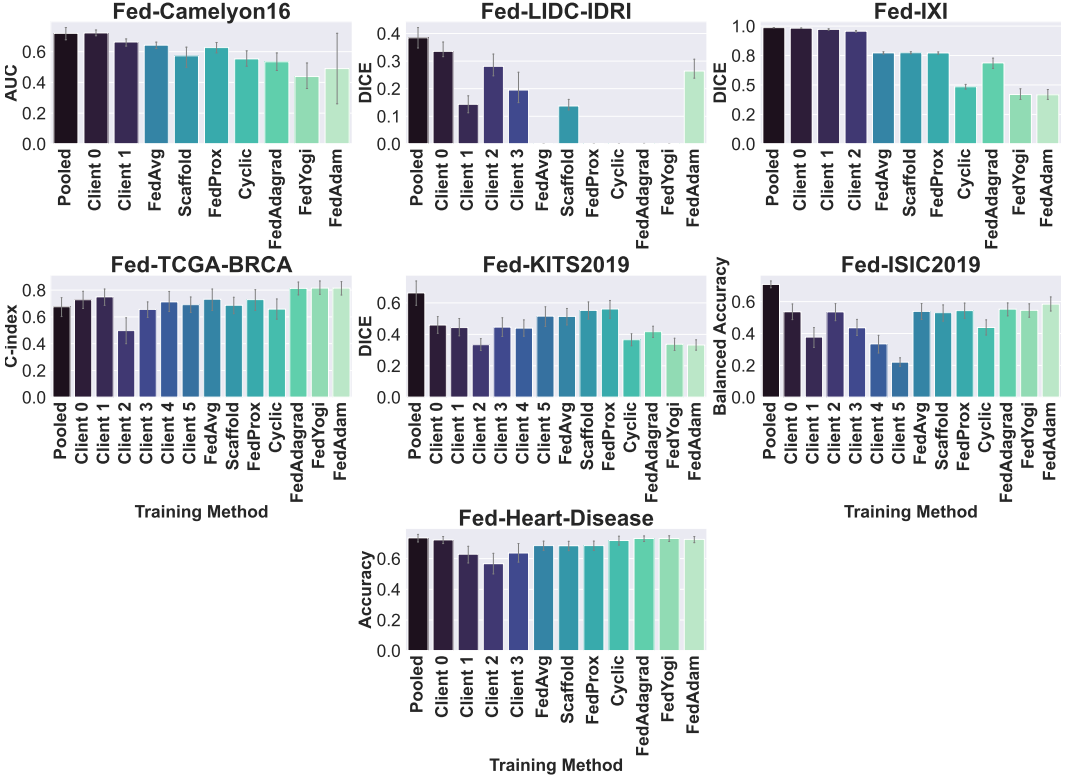 Fed-Camelyon16
AUC
0.6
0.4
0.2
0.0
Pooled
Client 0
Client 1
FedAvg
Scaffold
FedProx
Cyclic
FedAdagrad
FedYogi
FedAdam
Fed-LIDC-IDRI
DICE
0.4
0.3
0.2
0.1
0.0
Pooled
Client 0
Client 1
Client 2
Client 3
FedAvg
Scaffold
FedProx
Cyclic
FedAdagrad
FedYogi
FedAdam
Fed-IXI
DICE
1.0
0.8
0.5
0.2
0.0
Pooled
Client 0
Client 1
Client 2
FedAvg
Scaffold
FedProx
Cyclic
FedAdagrad
FedYogi
FedAdam
Fed-TCGA-BRCA
C-index
0.8
0.6
0.4
0.2
0.0
Pooled
Client 0
Client 1
Client 2
Client 3
Client 4
Client 5
FedAvg
Scaffold
FedProx
Cyclic
FedAdagrad
FedYogi
FedAdam
Training Method
Fed-KITS2019
DICE
0.6
0.4
0.2
0.0
Pooled
Client 0
Client 1
Client 2
Client 3
Client 4
Client 5
FedAvg
Scaffold
FedProx
Cyclic
FedAdagrad
FedYogi
FedAdam
Fed-ISIC2019
Balanced Accuracy
0.6
0.4
0.2
0.0
Pooled
Client 0
Client 1
Client 2
Client 3
Client 4
Client 5
FedAvg
Scaffold
FedProx
Cyclic
FedAdagrad
FedYogi
FedAdam
Training Method
Fed-Heart-Disease
Accuracy
0.6
0.4
0.2
0.0
Pooled
Client 0
Client 1
Client 2
Client 3
FedAvg
Scaffold
FedProx
Cyclic
FedAdagrad
FedYogi
FedAdam
Training Method